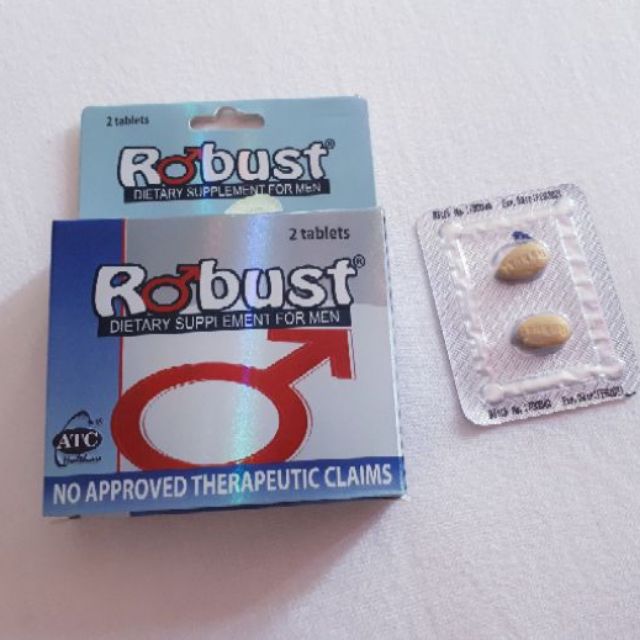 2 tablets
Robust®
DIETARY SUPPLEMENT FOR MEN
2 tablets
Robust®
DIETARY SUPPLEMENT FOR MEN
ATC
Healthcare
NO APPROVED THERAPEUTIC CLAIMS